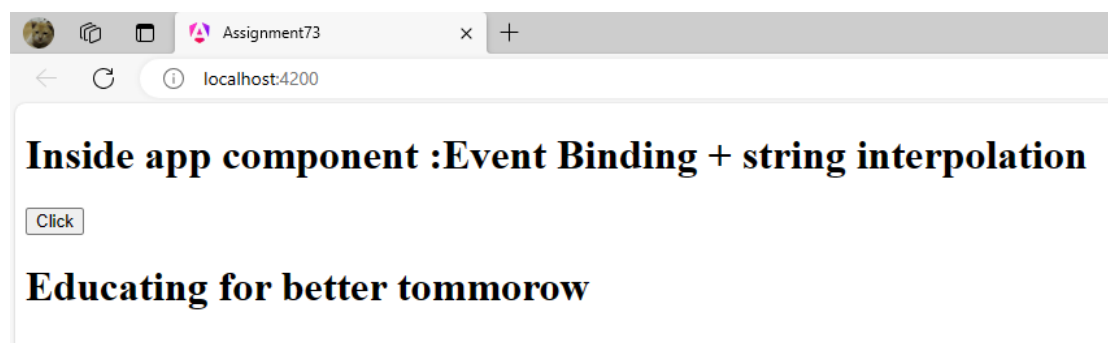 Assignment73
localhost:4200
Inside app component :Event Binding + string interpolation
Click
Educating for better tommorow